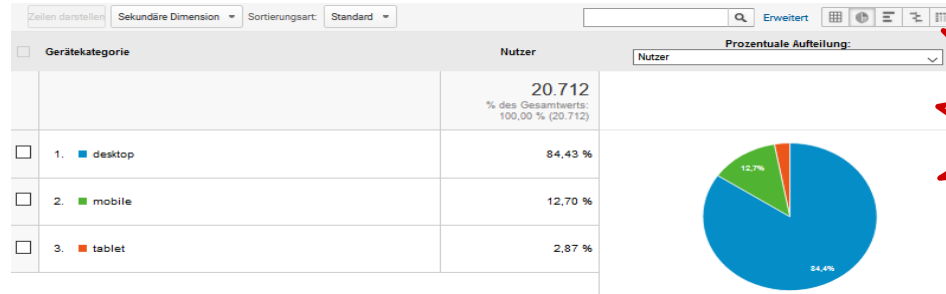 Zeilen darstellen Sekundäre Dimension Sortierungsart: Standard Erweitert
Gerätekategorie Nutzer Prozentuale Aufteilung:
Nutzer
20.712
% des Gesamtwerts:
100,00 % (20.712)
1. desktop 84,43 %
2. mobile 12,70 %
3. tablet 2,87 %
12,7%
84,4%